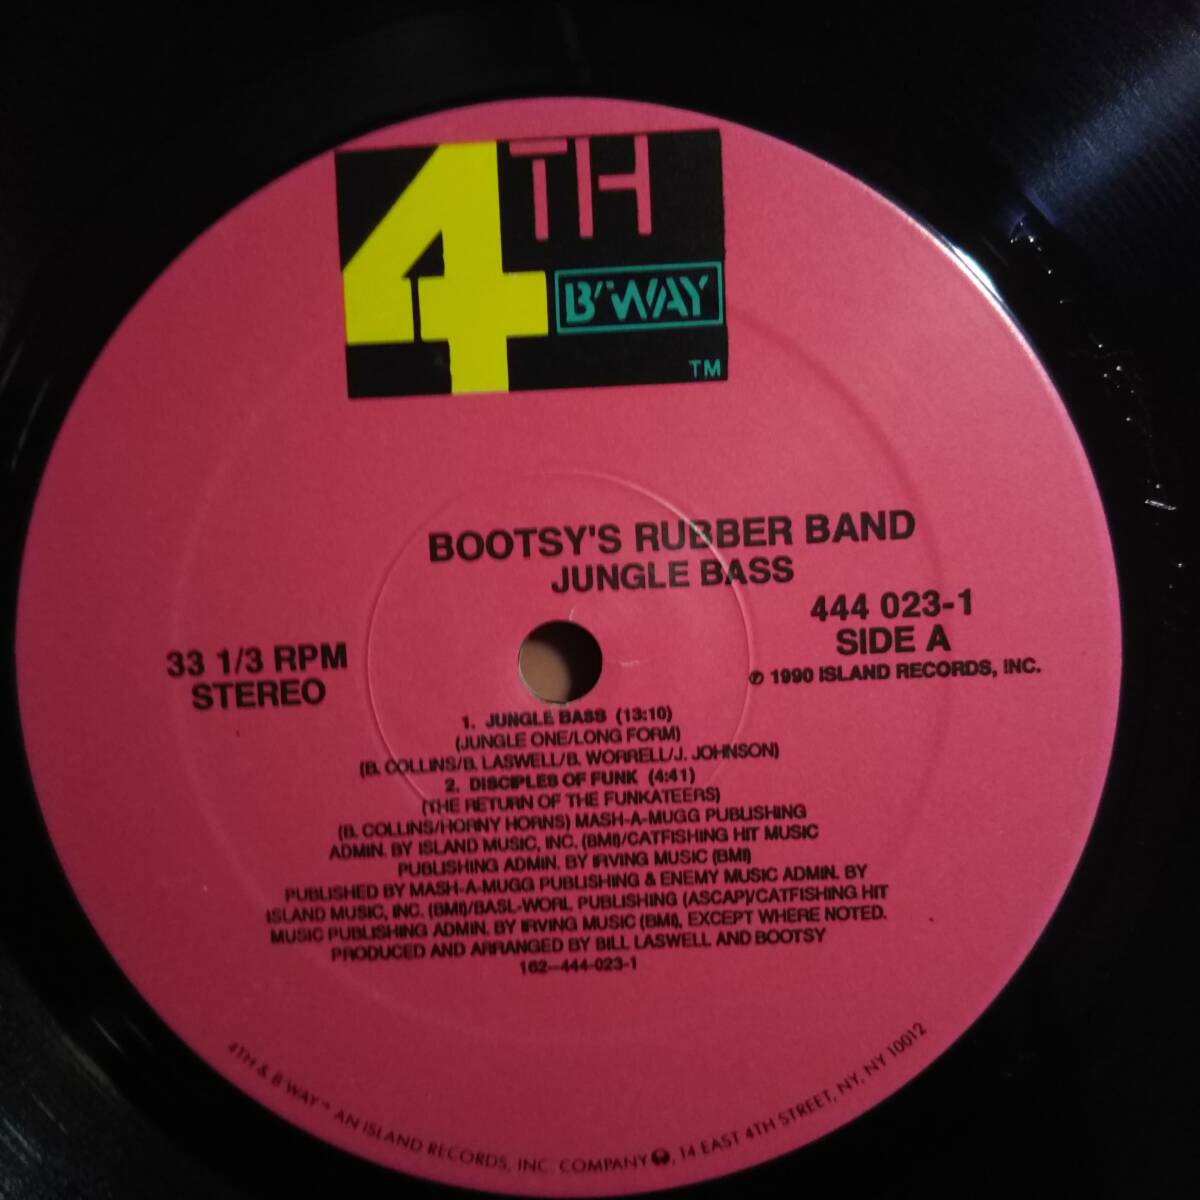 4TH
B'WAY
TM
BOOTSY'S RUBBER BAND
JUNGLE BASS
444 023-1
SIDE A
℗ 1990 ISLAND RECORDS, INC.
33 1/3 RPM
STEREO
1. JUNGLE BASS (13:10)
(JUNGLE ONE/LONG FORM)
(B. COLLINS/B. LASWELL/B. WORRELL/J. JOHNSON)
2. DISCIPLES OF FUNK (4:41)
(THE RETURN OF THE FUNKATEERS)
(B. COLLINS/HORNY HORNS) MASH-A-MUGG PUBLISHING
ADMIN. BY ISLAND MUSIC, INC. (BMI)/CATFISHING HIT MUSIC
PUBLISHING ADMIN. BY IRVING MUSIC (BMI)
PUBLISHED BY MASH-A-MUGG PUBLISHING & ENEMY MUSIC ADMIN. BY
ISLAND MUSIC, INC. (BMI)/BASL-WORL PUBLISHING (ASCAP)/CATFISHING HIT
MUSIC PUBLISHING ADMIN. BY IRVING MUSIC (BMI), EXCEPT WHERE NOTED.
PRODUCED AND ARRANGED BY BILL LASWELL AND BOOTSY
162-444-023-1
4TH & B'WAY™ AN ISLAND RECORDS, INC. COMPANY, 14 EAST 4TH STREET, NY, NY 10012